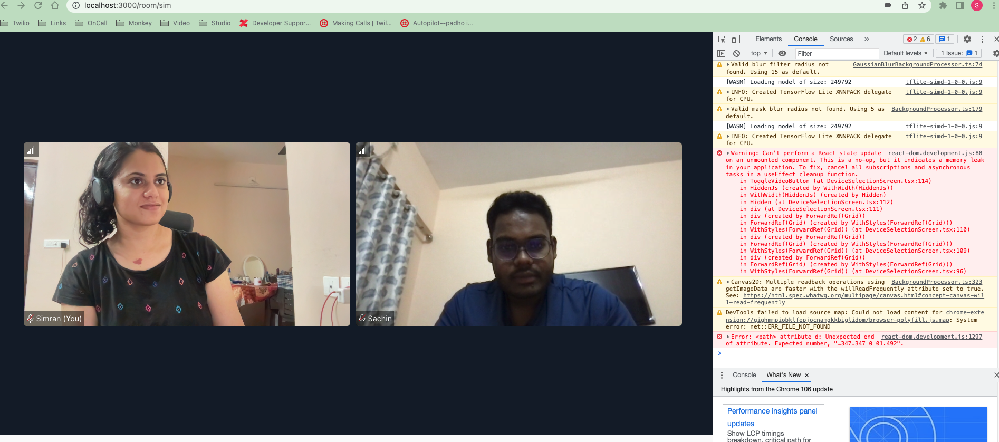 localhost:3000/room/sim
S
Twilio Links OnCall Monkey Video Studio Developer Suppor... Making Calls | Twil... Autopilot--padho i...
Elements Console Sources 2 6 1
top Filter Default levels 1 Issue: 1
Valid blur filter radius not GaussianBlurBackgroundProcessor.ts:74
found. Using 15 as default.
[WASM] Loading model of size: 249792 tflite-simd-1-0-0.js:9
INFO: Created TensorFlow Lite XNNPACK delegate tflite-simd-1-0-0.js:9
for CPU.
Valid mask blur radius not found. Using 5 as BackgroundProcessor.ts:179
default.
[WASM] Loading model of size: 249792 tflite-simd-1-0-0.js:9
INFO: Created TensorFlow Lite XNNPACK delegate tflite-simd-1-0-0.js:9
for CPU.
Warning: Can't perform a React state update react-dom.development.js:88
on an unmounted component. This is a no-op, but it indicates a memory leak
in your application. To fix, cancel all subscriptions and asynchronous
tasks in a useEffect cleanup function.
in ToggleVideoButton (at DeviceSelectionScreen.tsx:114)
in HiddenJs (created by WithWidth(HiddenJs))
in WithWidth(HiddenJs) (created by Hidden)
in Hidden (at DeviceSelectionScreen.tsx:112)
in div (at DeviceSelectionScreen.tsx:111)
in div (created by ForwardRef(Grid))
in ForwardRef(Grid) (created by WithStyles(ForwardRef(Grid)))
in WithStyles(ForwardRef(Grid)) (at DeviceSelectionScreen.tsx:110)
in div (created by ForwardRef(Grid))
in ForwardRef(Grid) (created by WithStyles(ForwardRef(Grid)))
in WithStyles(ForwardRef(Grid)) (at DeviceSelectionScreen.tsx:109)
in div (created by ForwardRef(Grid))
in ForwardRef(Grid) (created by WithStyles(ForwardRef(Grid)))
in WithStyles(ForwardRef(Grid)) (at DeviceSelectionScreen.tsx:96)
Canvas2D: Multiple readback operations using BackgroundProcessor.ts:323
getImageData are faster with the willReadFrequently attribute set to true.
See: https://html.spec.whatwg.org/multipage/canvas.html#concept-canvas-wil
l-read-frequently
DevTools failed to load source map: Could not load content for chrome-exte
nsion://gighmmpiobklfepjocnamgkkbiglidom/browser-polyfill.js.map: System
error: net::ERR_FILE_NOT_FOUND
Error: <path> attribute d: Unexpected end react-dom.development.js:1297
of attribute. Expected number, "…347.347 0 01.492".
Simran (You)
Sachin
Console What's New
Highlights from the Chrome 106 update
Performance insights panel
updates
Show LCP timings
breakdown, critical path for